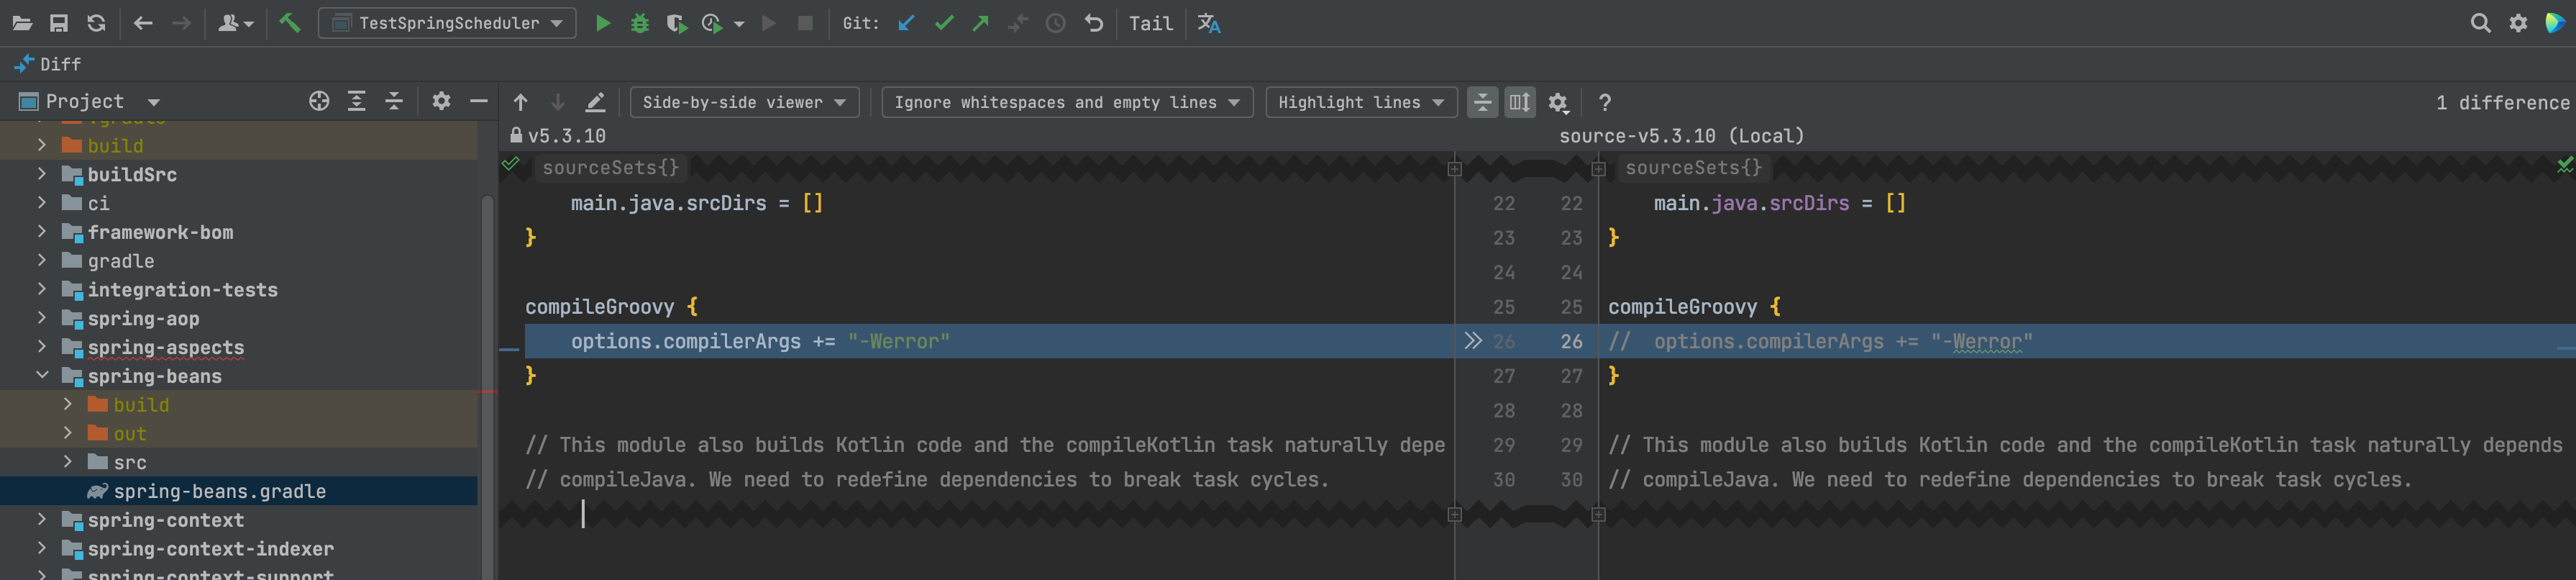 TestSpringScheduler
Git:
Tail
Diff
Project
Side-by-side viewer
Ignore whitespaces and empty lines
Highlight lines
?
1 difference
.gradle
build
buildSrc
ci
framework-bom
gradle
integration-tests
spring-aop
spring-aspects
spring-beans
build
out
src
spring-beans.gradle
spring-context
spring-context-indexer
spring-context-support
v5.3.10
sourceSets{}
main.java.srcDirs = []
}
compileGroovy {
options.compilerArgs += "-Werror"
}
// This module also builds Kotlin code and the compileKotlin task naturally depe
// compileJava. We need to redefine dependencies to break task cycles.
22 22
23 23
24 24
25 25
26 26
27 27
28 28
29 29
30 30
source-v5.3.10 (Local)
sourceSets{}
main.java.srcDirs = []
}
compileGroovy {
// options.compilerArgs += "-Werror"
}
// This module also builds Kotlin code and the compileKotlin task naturally depends
// compileJava. We need to redefine dependencies to break task cycles.